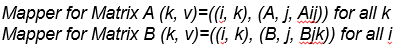 Mapper for Matrix A (k, v)=((i, k), (A, j, Aij)) for all k
Mapper for Matrix B (k, v)=((i, k), (B, j, Bjk)) for all i